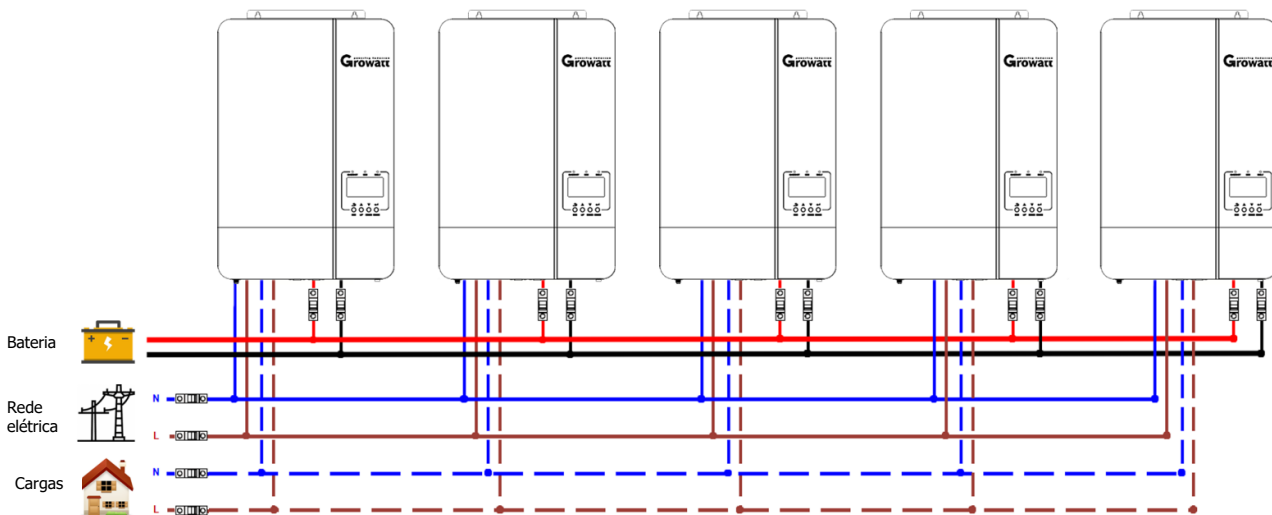 Growatt Growatt Growatt Growatt Growatt
Bateria
Rede
elétrica
N
L
Cargas
N
L